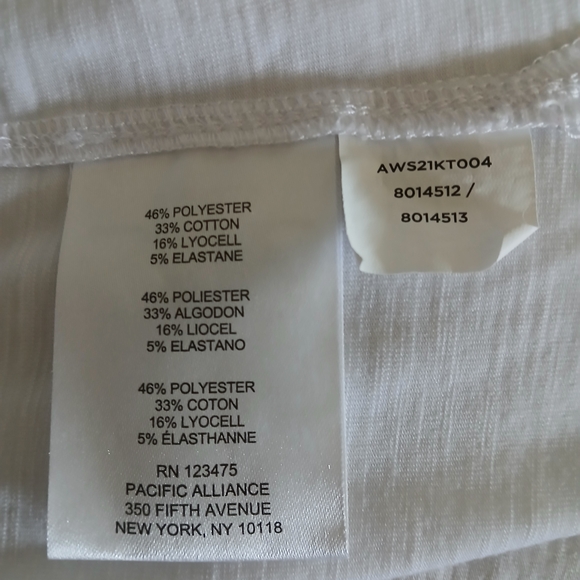 46% POLYESTER
33% COTTON
16% LYOCELL
5% ELASTANE
46% POLIESTER
33% ALGODON
16% LIOCEL
5% ELASTANO
46% POLYESTER
33% COTON
16% LYOCELL
5% ÉLASTHANNE
RN 123475
PACIFIC ALLIANCE
350 FIFTH AVENUE
NEW YORK, NY 10118
AWS21KT004
8014512 /
8014513